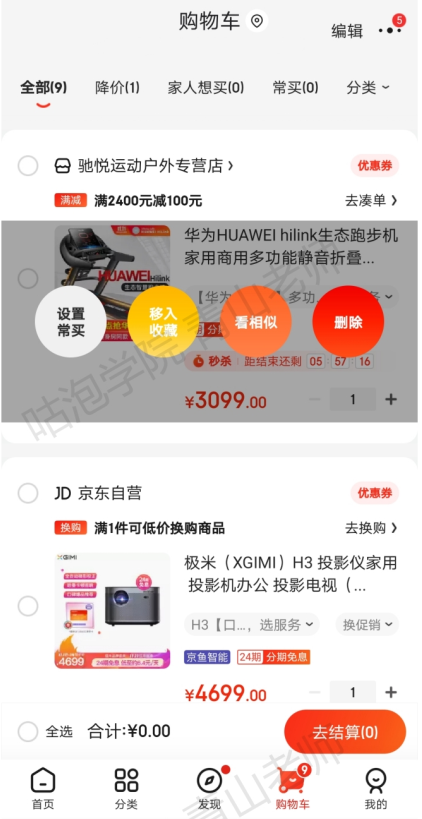 购物车
编辑
5
全部(9) 降价(1) 家人想买(0) 常买(0) 分类
驰悦运动户外专营店
优惠券
满减 满2400元减100元 去凑单
华为HUAWEI hilink生态跑步机
家用商用多功能静音折叠...
HUAWEI Hilink
设置
常买
移入
收藏
看相似
删除
秒杀 距结束还剩 05 57 16
¥3099.00
1
JD 京东自营
优惠券
换购 满1件可低价换购商品 去换购
XGIMI
极米（XGIMI）H3 投影仪家用
投影机办公 投影电视（...
H3【口...，选服务 换促销
京鱼智能 24期 分期免息
4699
¥4699.00
1
全选 合计:¥0.00 去结算(0)
9
首页 分类 发现 购物车 我的
咕泡学院青山老师
青山老师